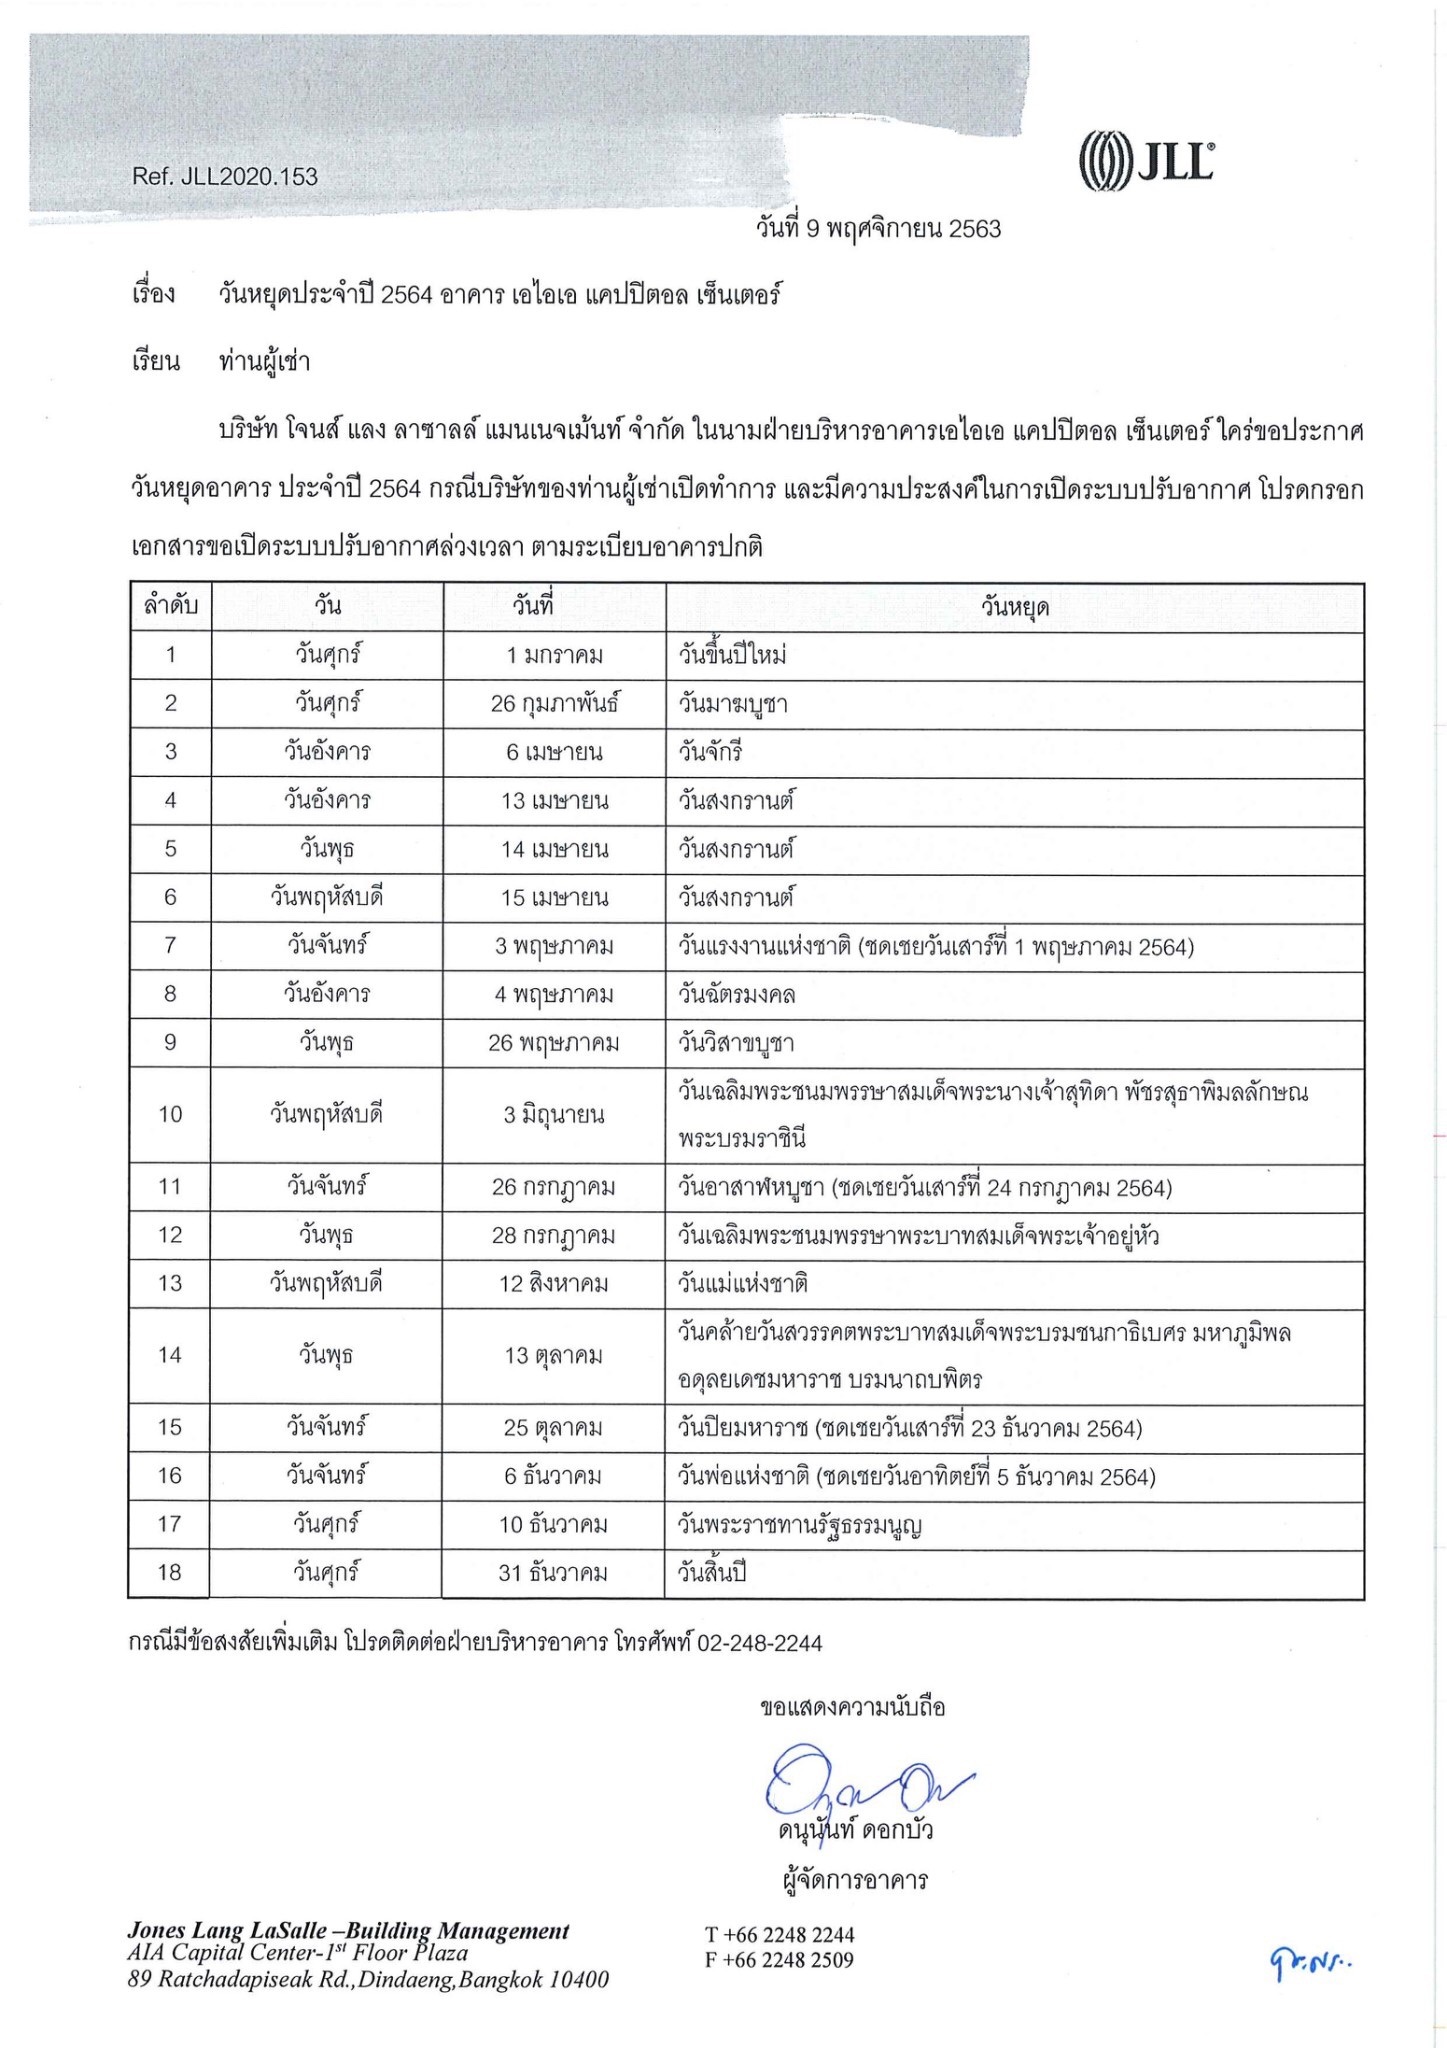 Ref. JLL2020.153
JLL®
วันที่ 9 พฤศจิกายน 2563
เรื่อง วันหยุดประจำปี 2564 อาคาร เอไอเอ แคปปิตอล เซ็นเตอร์
เรียน ท่านผู้เช่า
บริษัท โจนส์ แลง ลาซาลล์ แมนเนจเม้นท์ จำกัด ในนามฝ่ายบริหารอาคารเอไอเอ แคปปิตอล เซ็นเตอร์ ใคร่ขอประกาศ
วันหยุดอาคาร ประจำปี 2564 กรณีบริษัทของท่านผู้เช่าเปิดทำการ และมีความประสงค์ในการเปิดระบบปรับอากาศ โปรดกรอก
เอกสารขอเปิดระบบปรับอากาศล่วงเวลา ตามระเบียบอาคารปกติ
ลำดับ วัน วันที่ วันหยุด
1 วันศุกร์ 1 มกราคม วันขึ้นปีใหม่
2 วันศุกร์ 26 กุมภาพันธ์ วันมาฆบูชา
3 วันอังคาร 6 เมษายน วันจักรี
4 วันอังคาร 13 เมษายน วันสงกรานต์
5 วันพุธ 14 เมษายน วันสงกรานต์
6 วันพฤหัสบดี 15 เมษายน วันสงกรานต์
7 วันจันทร์ 3 พฤษภาคม วันแรงงานแห่งชาติ (ชดเชยวันเสาร์ที่ 1 พฤษภาคม 2564)
8 วันอังคาร 4 พฤษภาคม วันฉัตรมงคล
9 วันพุธ 26 พฤษภาคม วันวิสาขบูชา
10 วันพฤหัสบดี 3 มิถุนายน วันเฉลิมพระชนมพรรษาสมเด็จพระนางเจ้าสุทิดา พัชรสุธาพิมลลักษณ
พระบรมราชินี
11 วันจันทร์ 26 กรกฎาคม วันอาสาฬหบูชา (ชดเชยวันเสาร์ที่ 24 กรกฎาคม 2564)
12 วันพุธ 28 กรกฎาคม วันเฉลิมพระชนมพรรษาพระบาทสมเด็จพระเจ้าอยู่หัว
13 วันพฤหัสบดี 12 สิงหาคม วันแม่แห่งชาติ
14 วันพุธ 13 ตุลาคม วันคล้ายวันสวรรคตพระบาทสมเด็จพระบรมชนกาธิเบศร มหาภูมิพล
อดุลยเดชมหาราช บรมนาถบพิตร
15 วันจันทร์ 25 ตุลาคม วันปิยมหาราช (ชดเชยวันเสาร์ที่ 23 ธันวาคม 2564)
16 วันจันทร์ 6 ธันวาคม วันพ่อแห่งชาติ (ชดเชยวันอาทิตย์ที่ 5 ธันวาคม 2564)
17 วันศุกร์ 10 ธันวาคม วันพระราชทานรัฐธรรมนูญ
18 วันศุกร์ 31 ธันวาคม วันสิ้นปี
กรณีมีข้อสงสัยเพิ่มเติม โปรดติดต่อฝ่ายบริหารอาคาร โทรศัพท์ 02-248-2244
ขอแสดงความนับถือ
ดนุนันท์ ดอกบัว
ผู้จัดการอาคาร
Jones Lang LaSalle –Building Management
AIA Capital Center-1st Floor Plaza
89 Ratchadapiseak Rd.,Dindaeng,Bangkok 10400
T +66 2248 2244
F +66 2248 2509